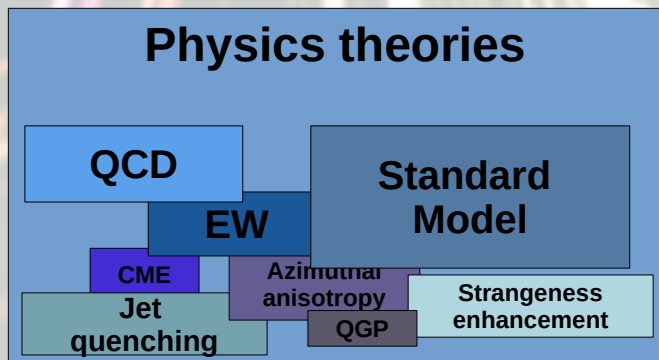 Physics theories
QCD
Standard
Model
EW
CME
Azimuthal
anisotropy
Jet
quenching
QGP
Strangeness
enhancement